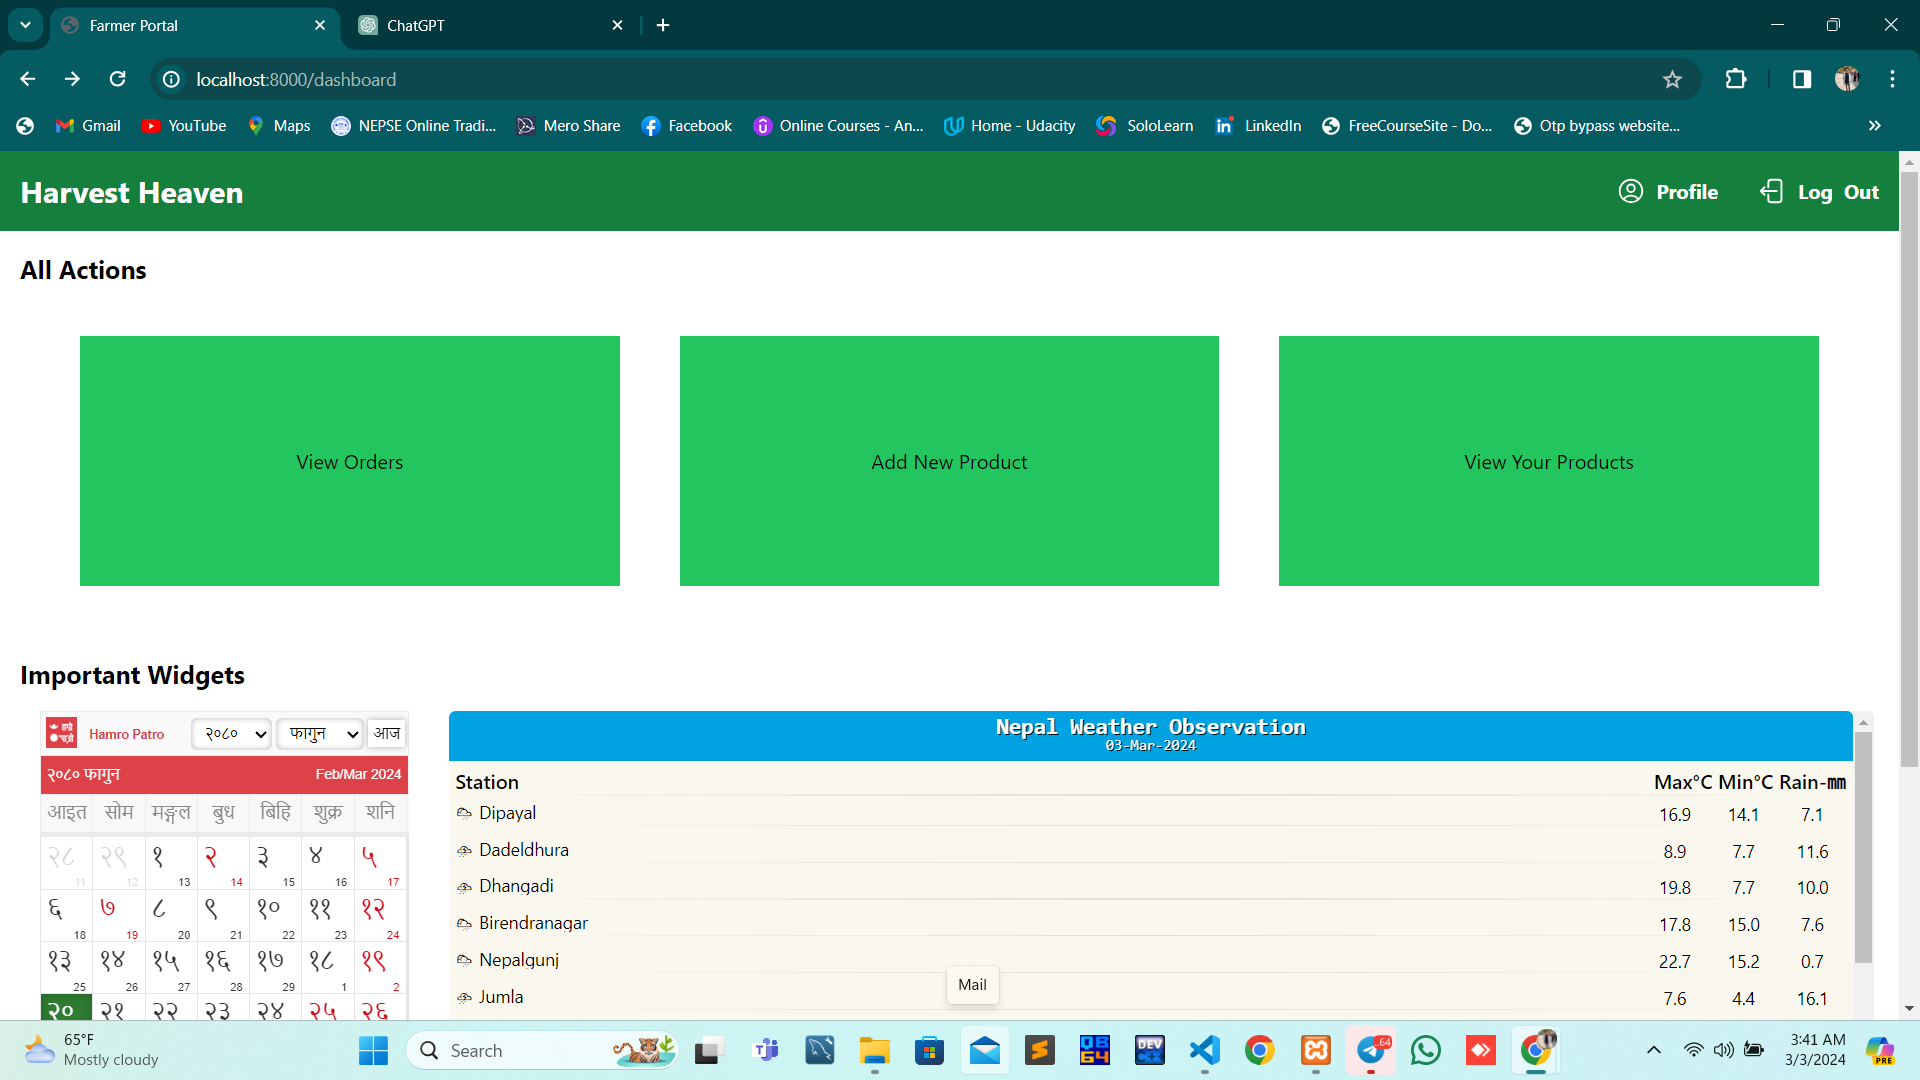 Farmer Portal
ChatGPT
localhost:8000/dashboard
Gmail
YouTube
Maps
NEPSE Online Tradi...
Mero Share
Facebook
Online Courses - An...
Home - Udacity
SoloLearn
LinkedIn
FreeCourseSite - Do...
Otp bypass website...
Harvest Heaven
Profile
Log Out
All Actions
View Orders
Add New Product
View Your Products
Important Widgets
हाम्रो पात्रो
Hamro Patro
२०८०
फागुन
आज
२०८० फागुन
Feb/Mar 2024
आइत सोम मङ्गल बुध बिहि शुक्र शनि
२८ २९ १ २ ३ ४ ५
11 12 13 14 15 16 17
६ ७ ८ ९ १० ११ १२
18 19 20 21 22 23 24
१३ १४ १५ १६ १७ १८ १९
25 26 27 28 29 1 2
२० २१ २२ २३ २४ २५ २६
Nepal Weather Observation
03-Mar-2024
Station Max°C Min°C Rain-mm
Dipayal 16.9 14.1 7.1
Dadeldhura 8.9 7.7 11.6
Dhangadi 19.8 7.7 10.0
Birendranagar 17.8 15.0 7.6
Nepalgunj 22.7 15.2 0.7
Jumla 7.6 4.4 16.1
Mail
65°F
Mostly cloudy
Search
QB
64
DEV
C++
..64
3:41 AM
3/3/2024
PRE